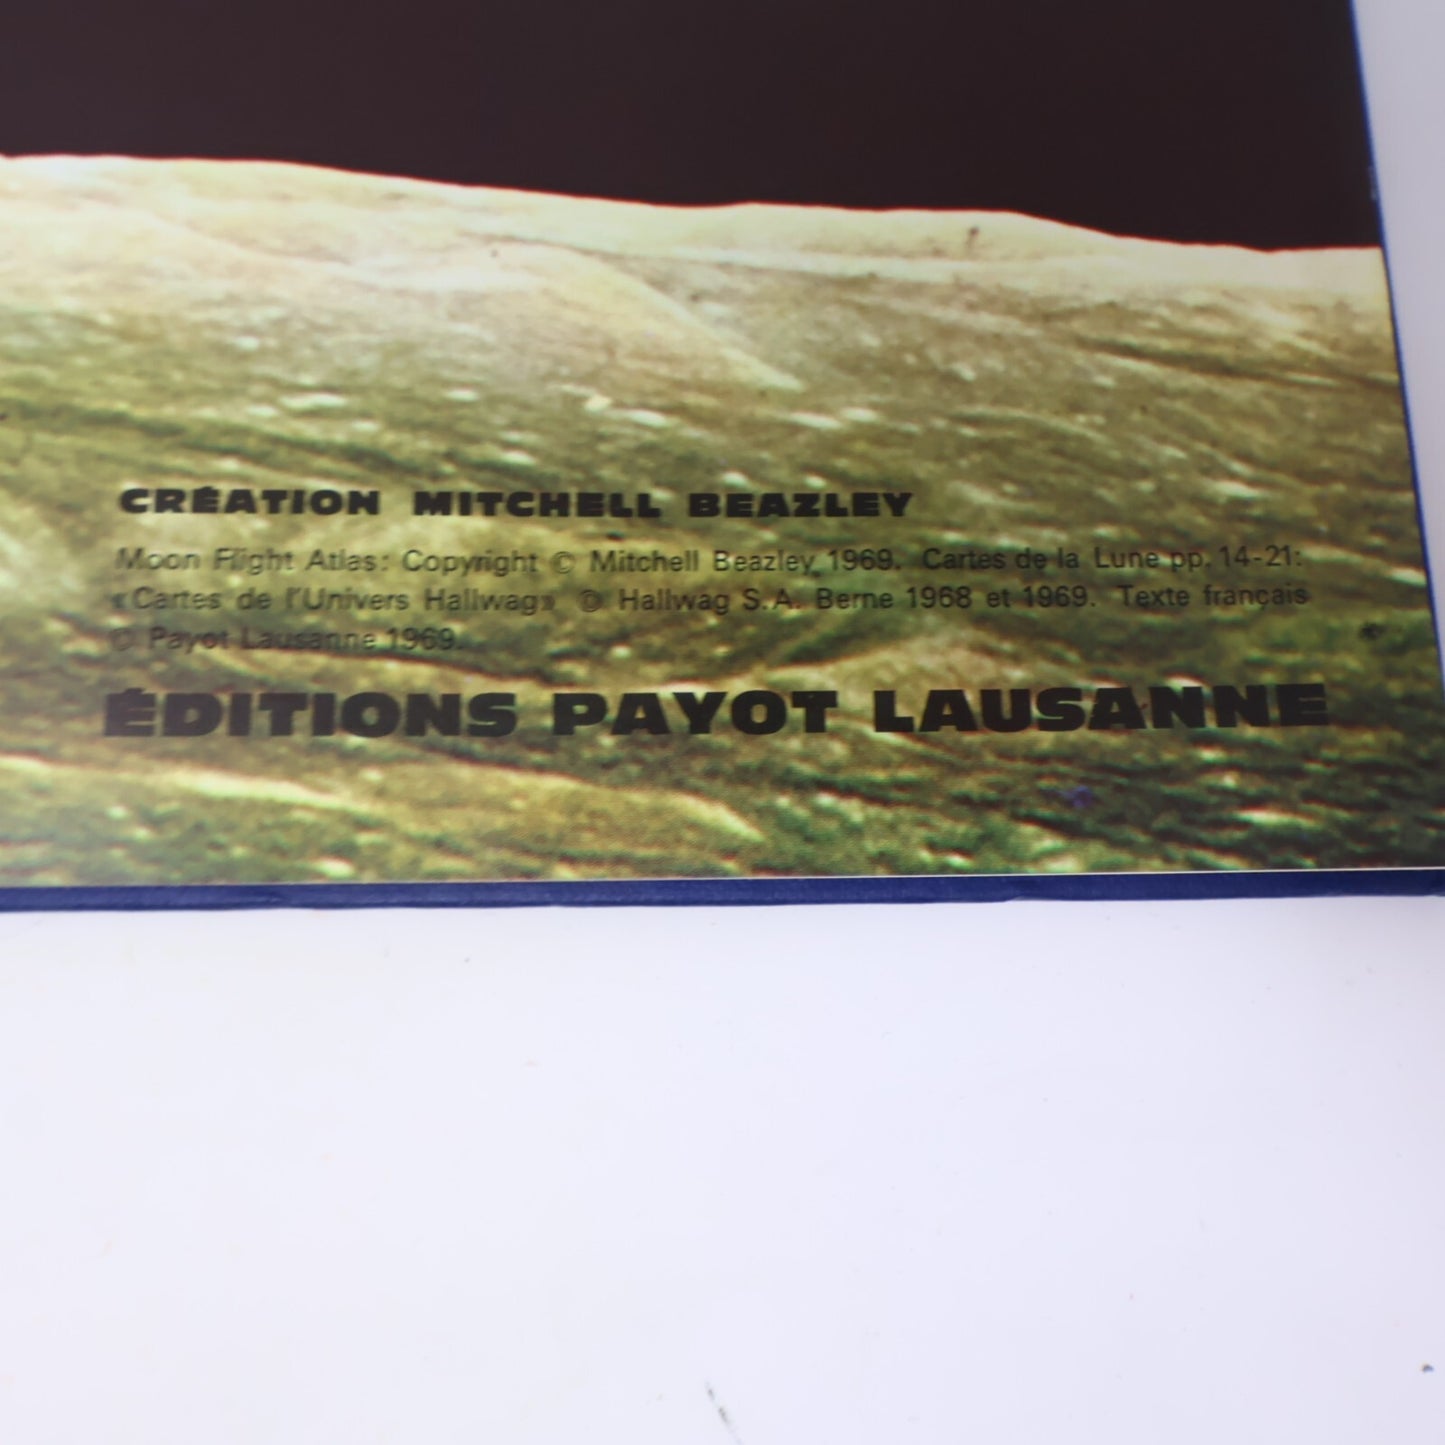 CRÉATION MITCHELL BEAZLEY
Moon Flight Atlas: Copyright © Mitchell Beazley 1969. Cartes de la Lune pp. 14-21:
«Cartes de l'Univers Hallwag» © Hallwag S.A. Berne 1968 et 1969. Texte français
© Payot Lausanne 1969.
ÉDITIONS PAYOT LAUSANNE